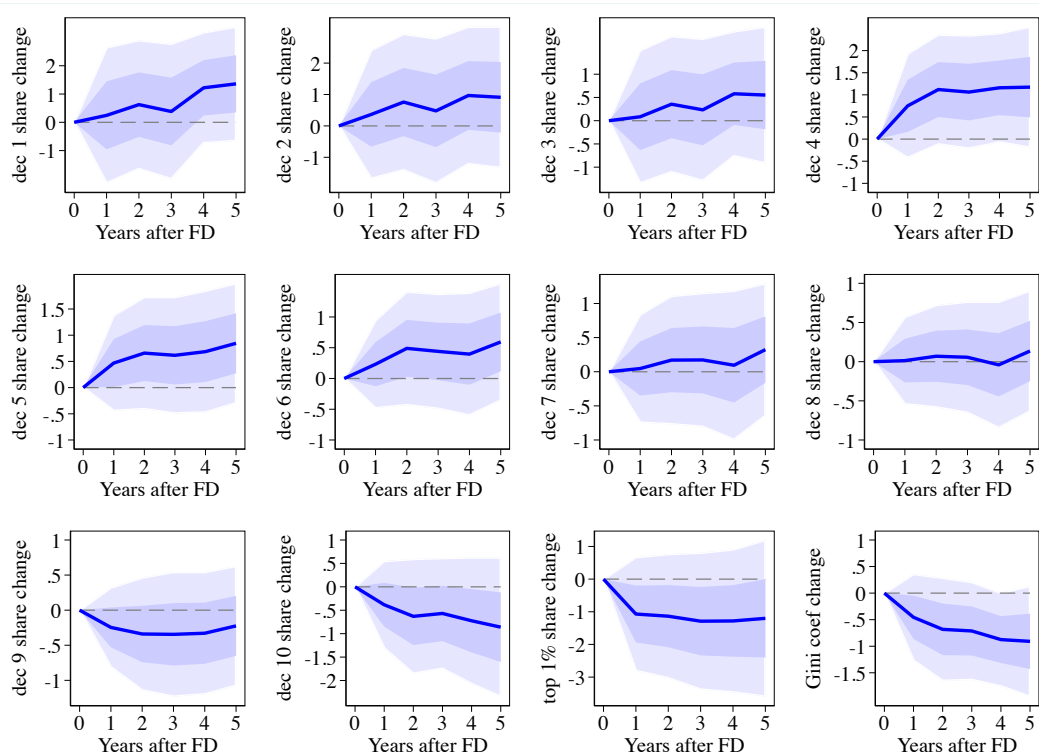 dec 1 share change
2
1
0
-1
0 1 2 3 4 5
Years after FD
dec 2 share change
2
1
0
-1
0 1 2 3 4 5
Years after FD
dec 3 share change
1
.5
0
-.5
-1
0 1 2 3 4 5
Years after FD
dec 4 share change
2
1.5
1
.5
0
-.5
-1
0 1 2 3 4 5
Years after FD
dec 5 share change
1.5
1
.5
0
-.5
-1
0 1 2 3 4 5
Years after FD
dec 6 share change
1
.5
0
-.5
-1
0 1 2 3 4 5
Years after FD
dec 7 share change
1
.5
0
-.5
-1
0 1 2 3 4 5
Years after FD
dec 8 share change
1
.5
0
-.5
-1
0 1 2 3 4 5
Years after FD
dec 9 share change
1
.5
0
-.5
-1
0 1 2 3 4 5
Years after FD
dec 10 share change
1
.5
0
-.5
-1
-1.5
-2
0 1 2 3 4 5
Years after FD
top 1% share change
1
0
-1
-2
-3
0 1 2 3 4 5
Years after FD
Gini coef change
1
.5
0
-.5
-1
-1.5
0 1 2 3 4 5
Years after FD